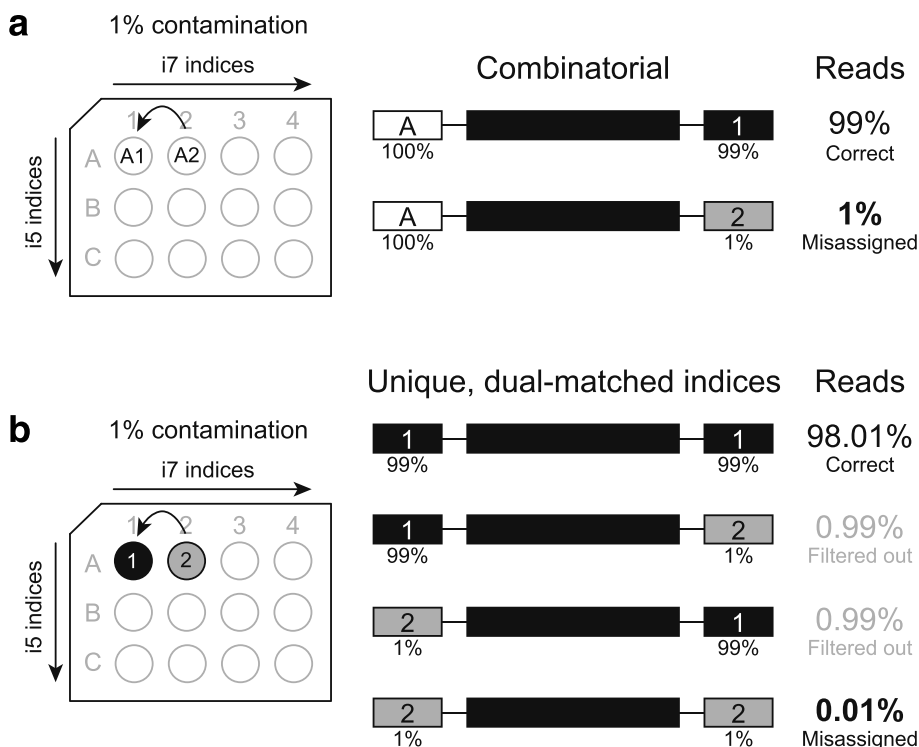 a
1% contamination
i7 indices
1 2 3 4
i5 indices
A A1 A2
B
C
Combinatorial Reads
A 1 99%
100% 99% Correct
A 2 1%
100% 1% Misassigned
Unique, dual-matched indices Reads
b
1% contamination
i7 indices
1 2 3 4
i5 indices
A 1 2
B
C
1 1 98.01%
99% 99% Correct
1 2 0.99%
99% 1% Filtered out
2 1 0.99%
1% 99% Filtered out
2 2 0.01%
1% 1% Misassigned